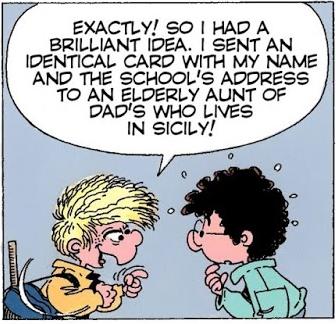 EXACTLY! SO I HAD A
BRILLIANT IDEA. I SENT AN
IDENTICAL CARD WITH MY NAME
AND THE SCHOOL'S ADDRESS
TO AN ELDERLY AUNT OF
DAD'S WHO LIVES
IN SICILY!